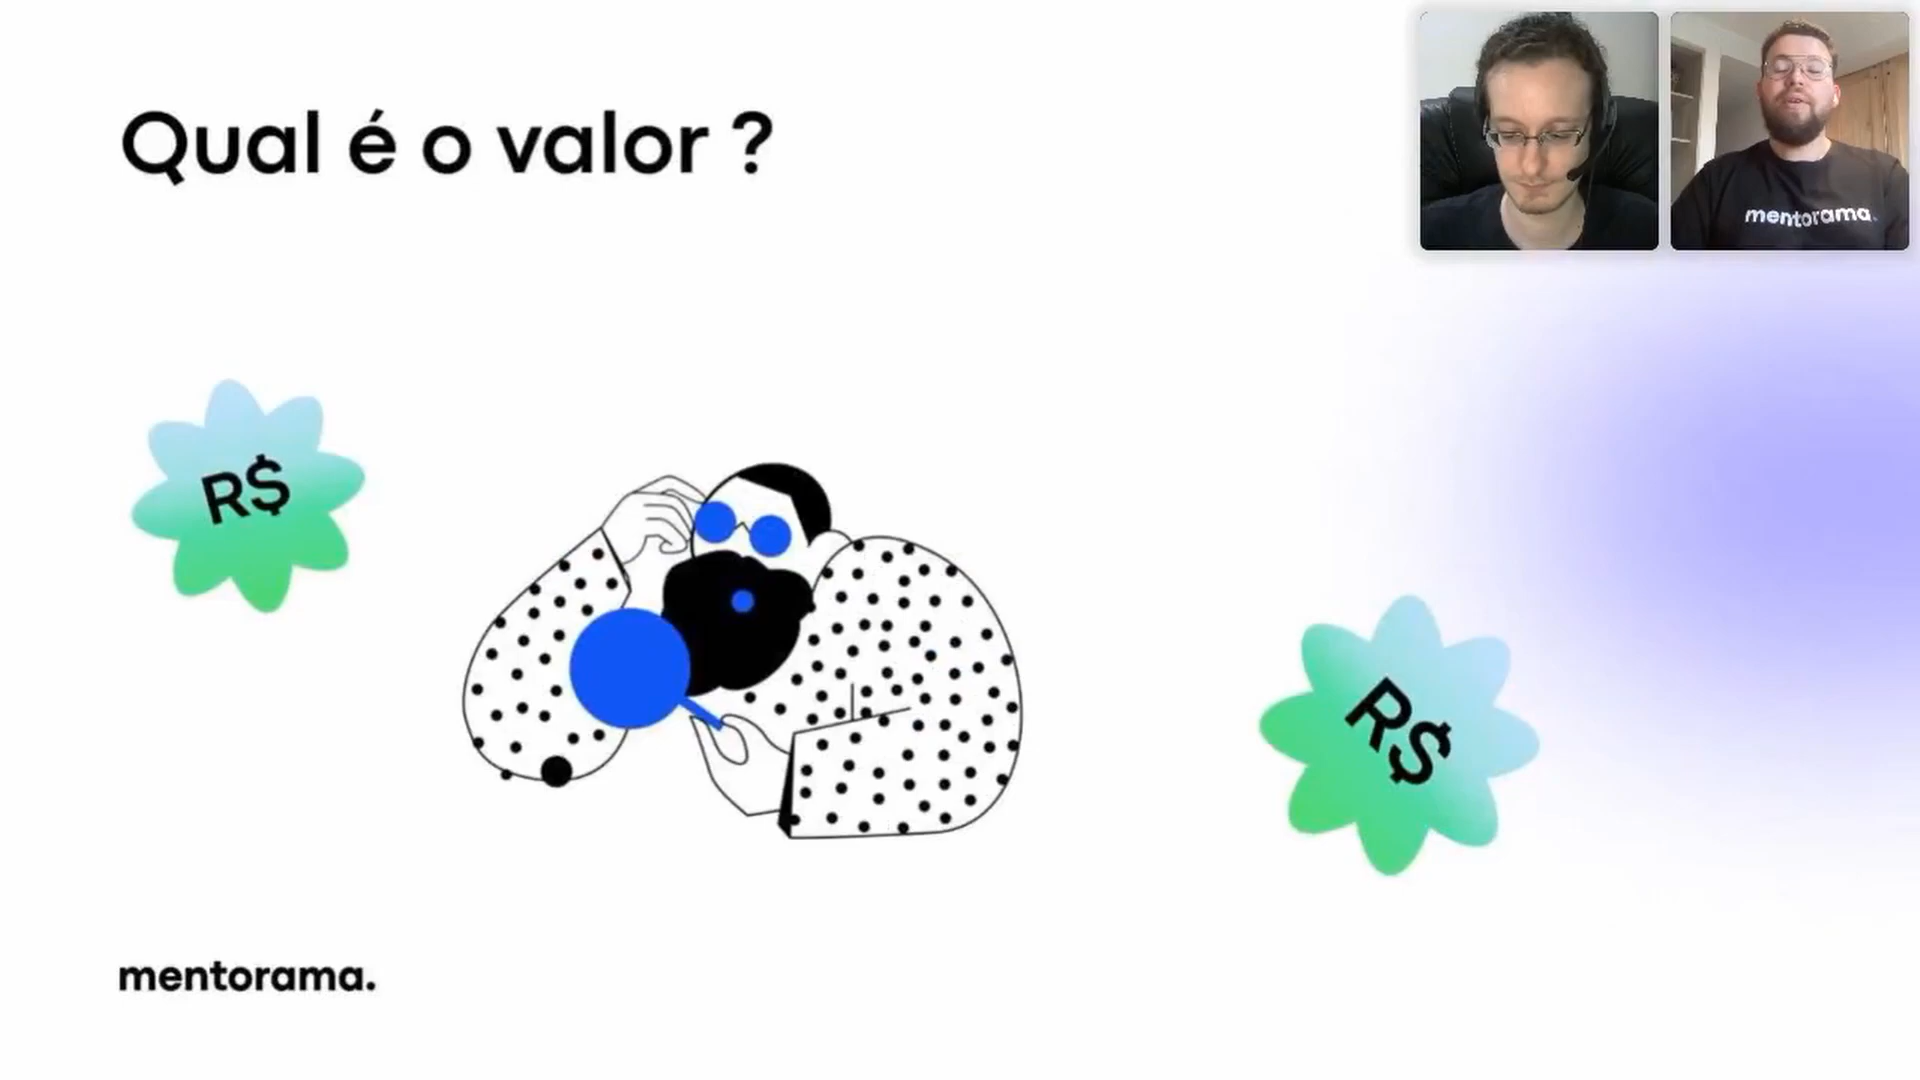 Qual é o valor ?
mentorama.
R$
R$
mentorama.